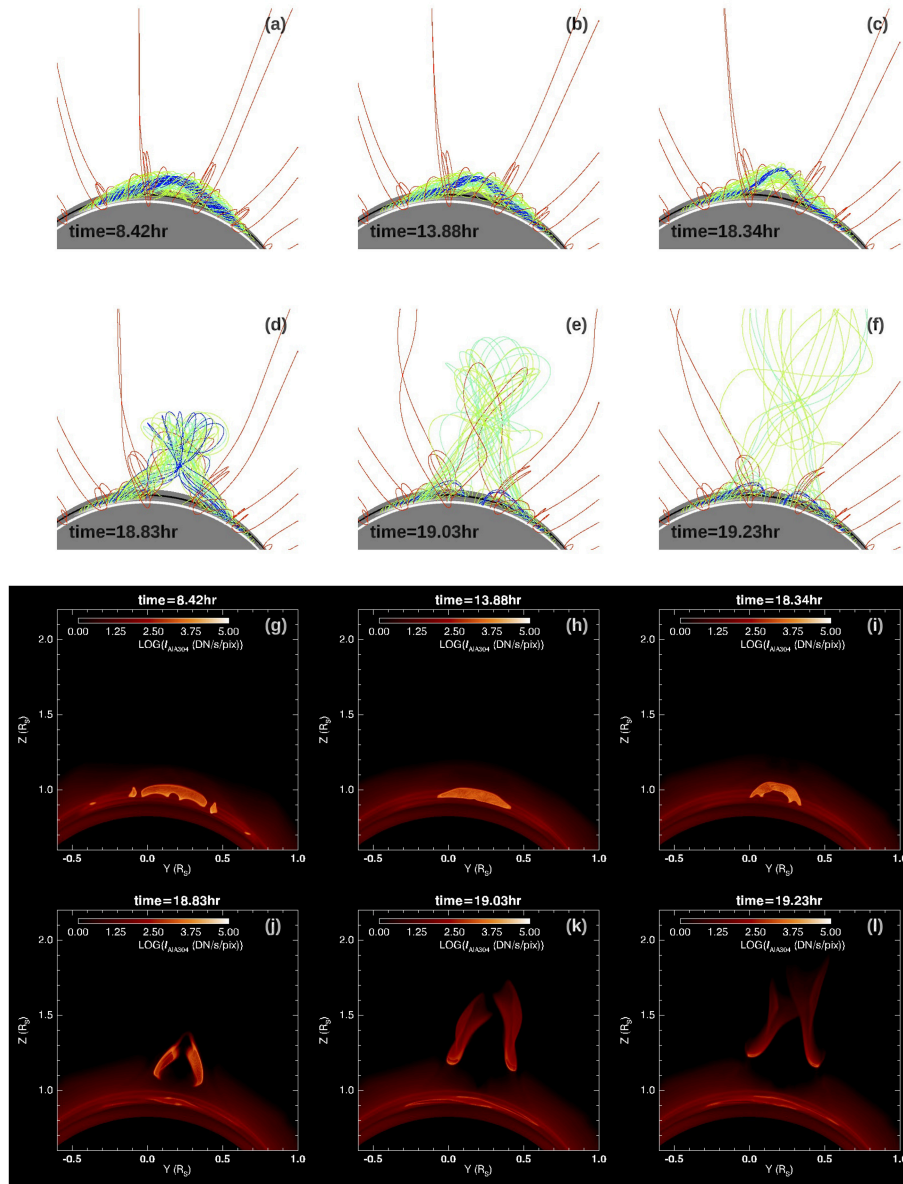 (a)
(b)
(c)
time=8.42hr
time=13.88hr
time=18.34hr
(d)
(e)
(f)
time=18.83hr
time=19.03hr
time=19.23hr
time=8.42hr
0.00 1.25 2.50 3.75 5.00
LOG(I_AIA304 (DN/s/pix))
(g)
2.0
1.5
1.0
Z (R_S)
-0.5 0.0 0.5 1.0
Y (R_S)
time=13.88hr
0.00 1.25 2.50 3.75 5.00
LOG(I_AIA304 (DN/s/pix))
(h)
2.0
1.5
1.0
Z (R_S)
-0.5 0.0 0.5 1.0
Y (R_S)
time=18.34hr
0.00 1.25 2.50 3.75 5.00
LOG(I_AIA304 (DN/s/pix))
(i)
2.0
1.5
1.0
Z (R_S)
-0.5 0.0 0.5 1.0
Y (R_S)
time=18.83hr
0.00 1.25 2.50 3.75 5.00
LOG(I_AIA304 (DN/s/pix))
(j)
2.0
1.5
1.0
Z (R_S)
-0.5 0.0 0.5 1.0
Y (R_S)
time=19.03hr
0.00 1.25 2.50 3.75 5.00
LOG(I_AIA304 (DN/s/pix))
(k)
2.0
1.5
1.0
Z (R_S)
-0.5 0.0 0.5 1.0
Y (R_S)
time=19.23hr
0.00 1.25 2.50 3.75 5.00
LOG(I_AIA304 (DN/s/pix))
(l)
2.0
1.5
1.0
Z (R_S)
-0.5 0.0 0.5 1.0
Y (R_S)